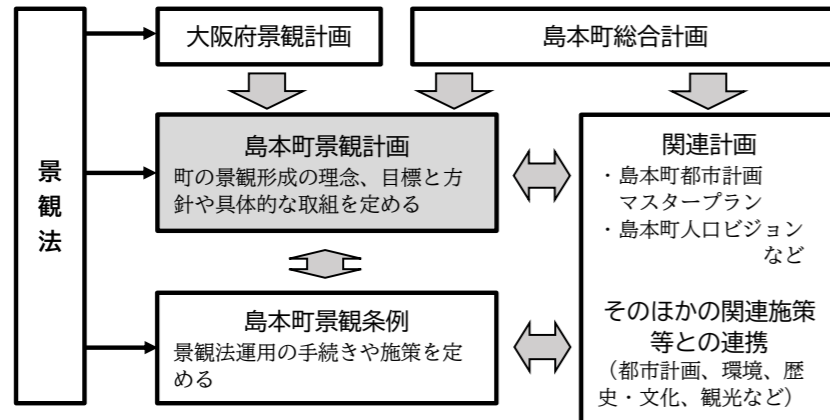 景観法
大阪府景観計画
島本町総合計画
島本町景観計画
町の景観形成の理念、目標と方
針や具体的な取組を定める
島本町景観条例
景観法運用の手続きや施策を定
める
関連計画
・島本町都市計画
マスタープラン
・島本町人口ビジョン
など
そのほかの関連施策
等との連携
（都市計画、環境、歴
史・文化、観光など）